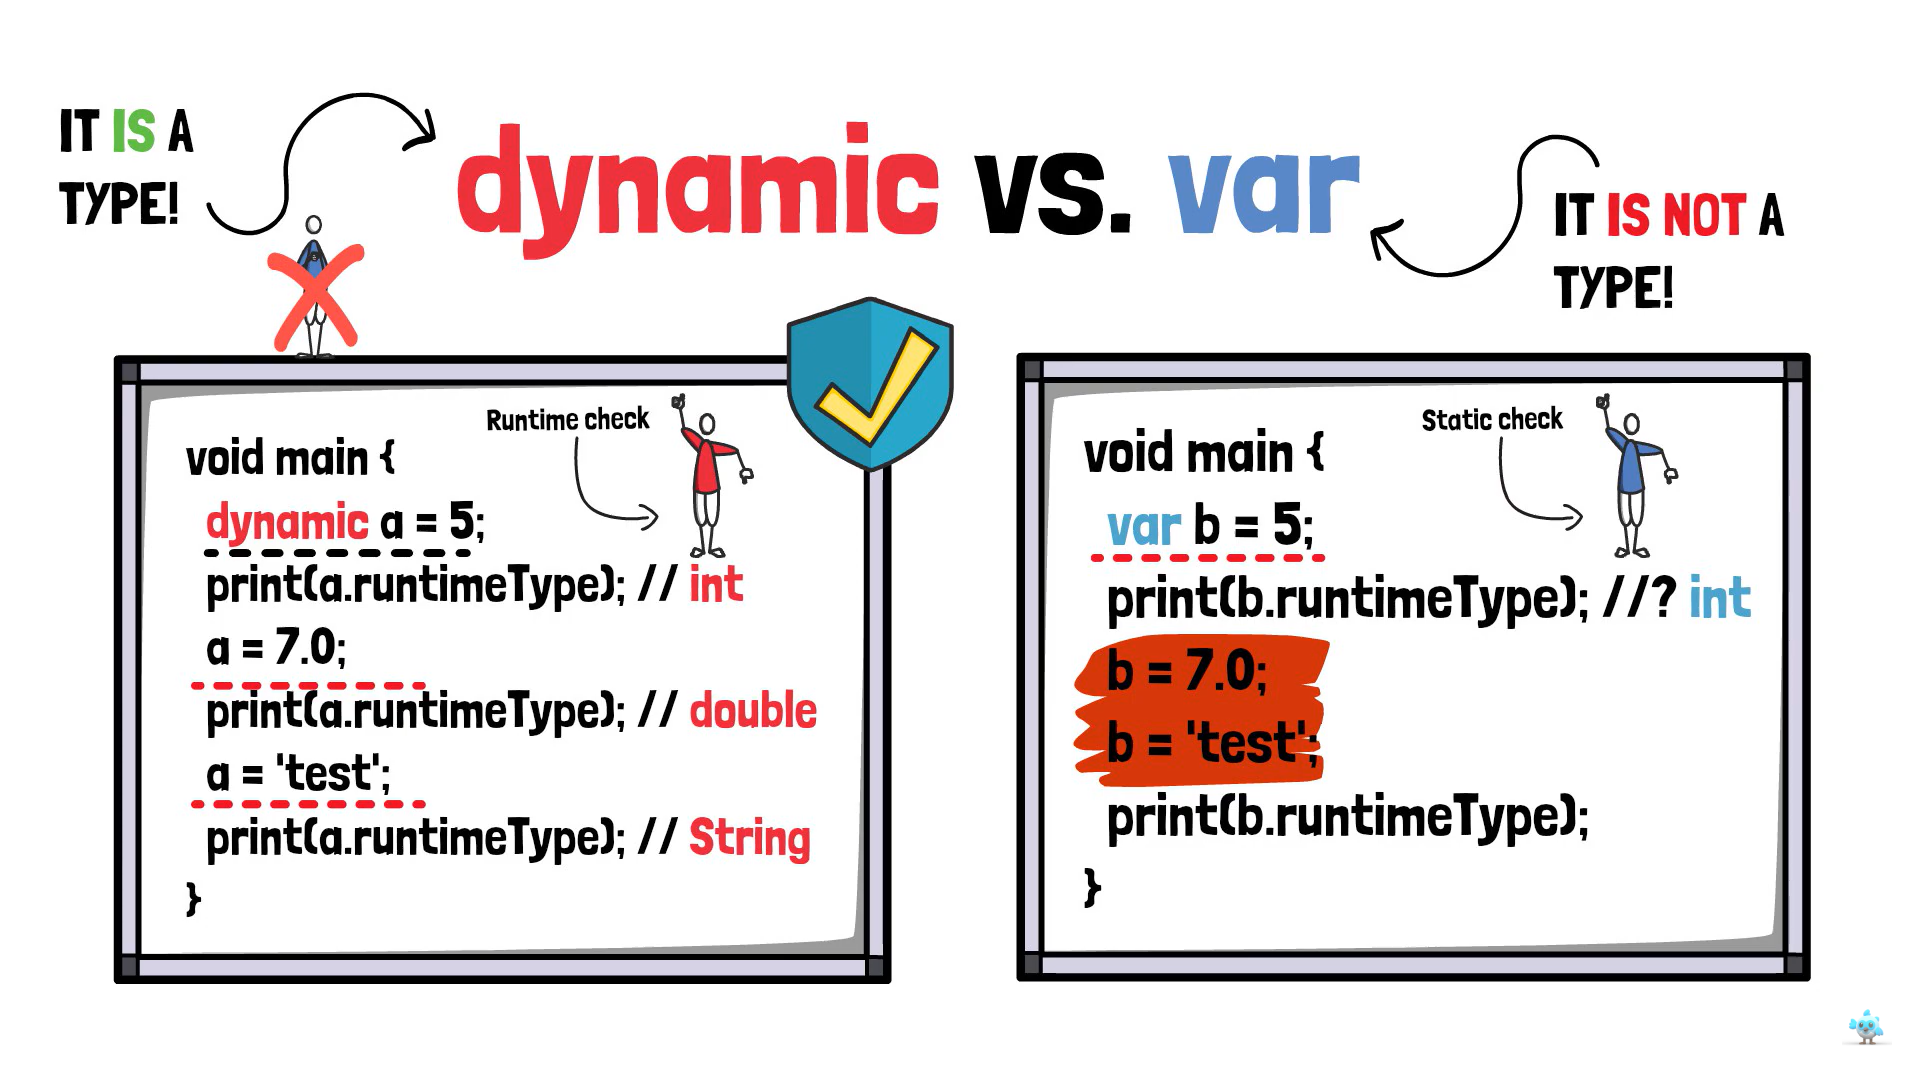 IT IS A
TYPE!
dynamic vs. var
IT IS NOT A
TYPE!
Runtime check
void main {
dynamic a = 5;
print(a.runtimeType); // int
a = 7.0;
print(a.runtimeType); // double
a = 'test';
print(a.runtimeType); // String
}
Static check
void main {
var b = 5;
print(b.runtimeType); //? int
b = 7.0;
b = 'test';
print(b.runtimeType);
}